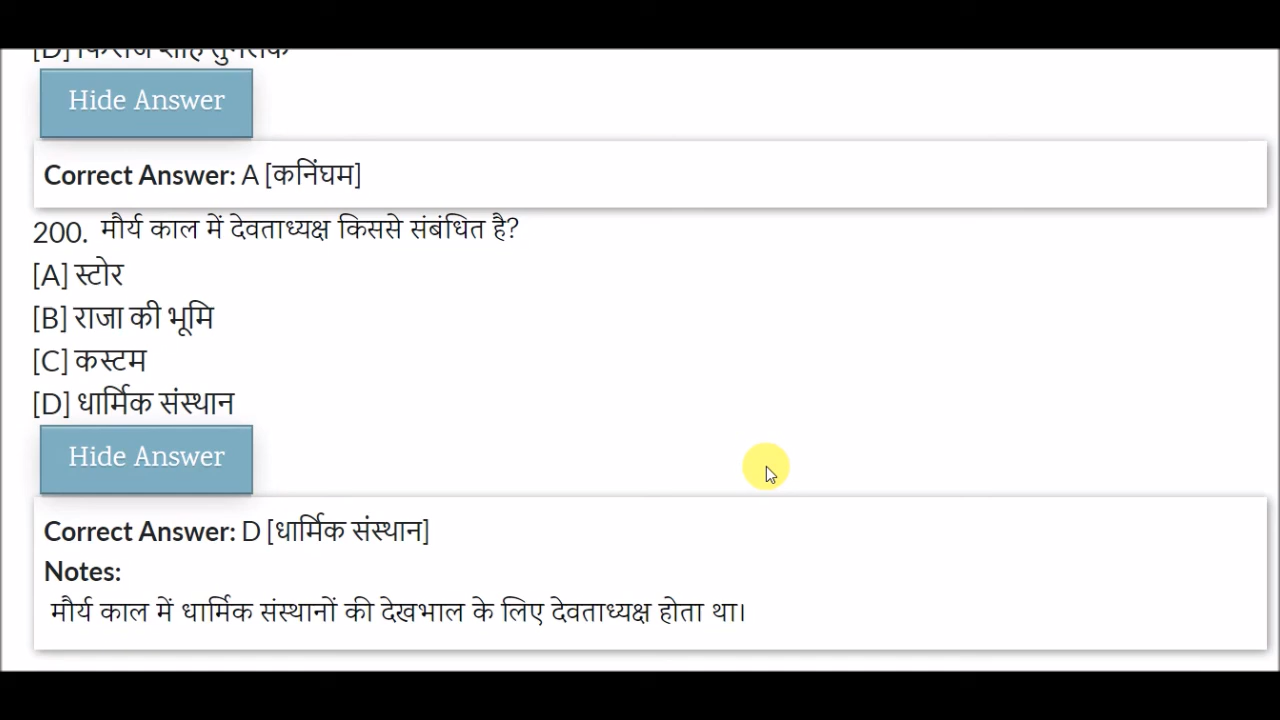 Hide Answer
Correct Answer: A [कनिंघम]
200. मौर्य काल में देवताध्यक्ष किससे संबंधित है?
[A] स्टोर
[B] राजा की भूमि
[C] कस्टम
[D] धार्मिक संस्थान
Hide Answer
Correct Answer: D [धार्मिक संस्थान]
Notes:
मौर्य काल में धार्मिक संस्थानों की देखभाल के लिए देवताध्यक्ष होता था।